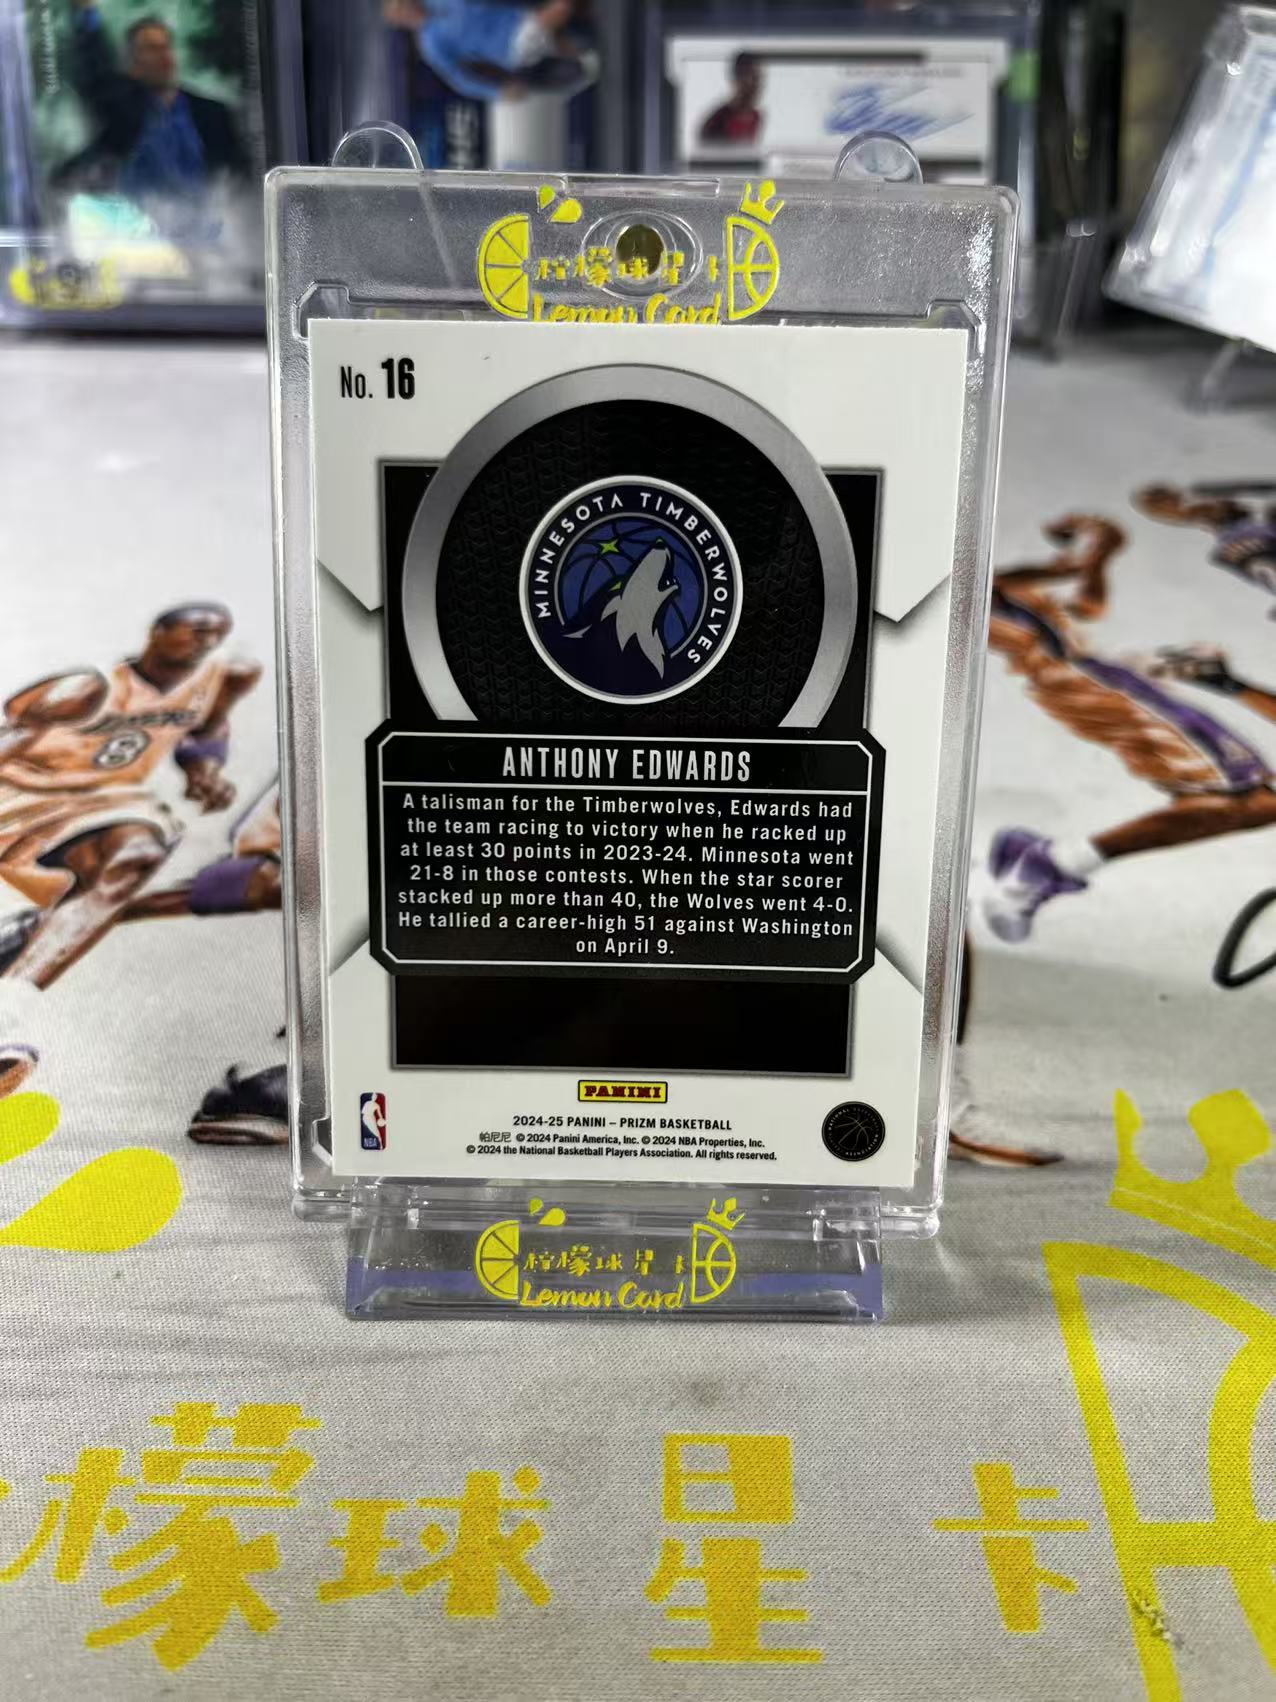 柠檬球星卡
Lemon Card
No. 16
MINNESOTA TIMBERWOLVES
ANTHONY EDWARDS
A talisman for the Timberwolves, Edwards had
the team racing to victory when he racked up
at least 30 points in 2023-24. Minnesota went
21-8 in those contests. When the star scorer
stacked up more than 40, the Wolves went 4-0.
He tallied a career-high 51 against Washington
on April 9.
PANINI
2024-25 PANINI – PRIZM BASKETBALL
帕尼尼 © 2024 Panini America, Inc. © 2024 NBA Properties, Inc.
© 2024 the National Basketball Players Association. All rights reserved.
NBA
柠檬球星卡
Lemon Card
檬球星卡